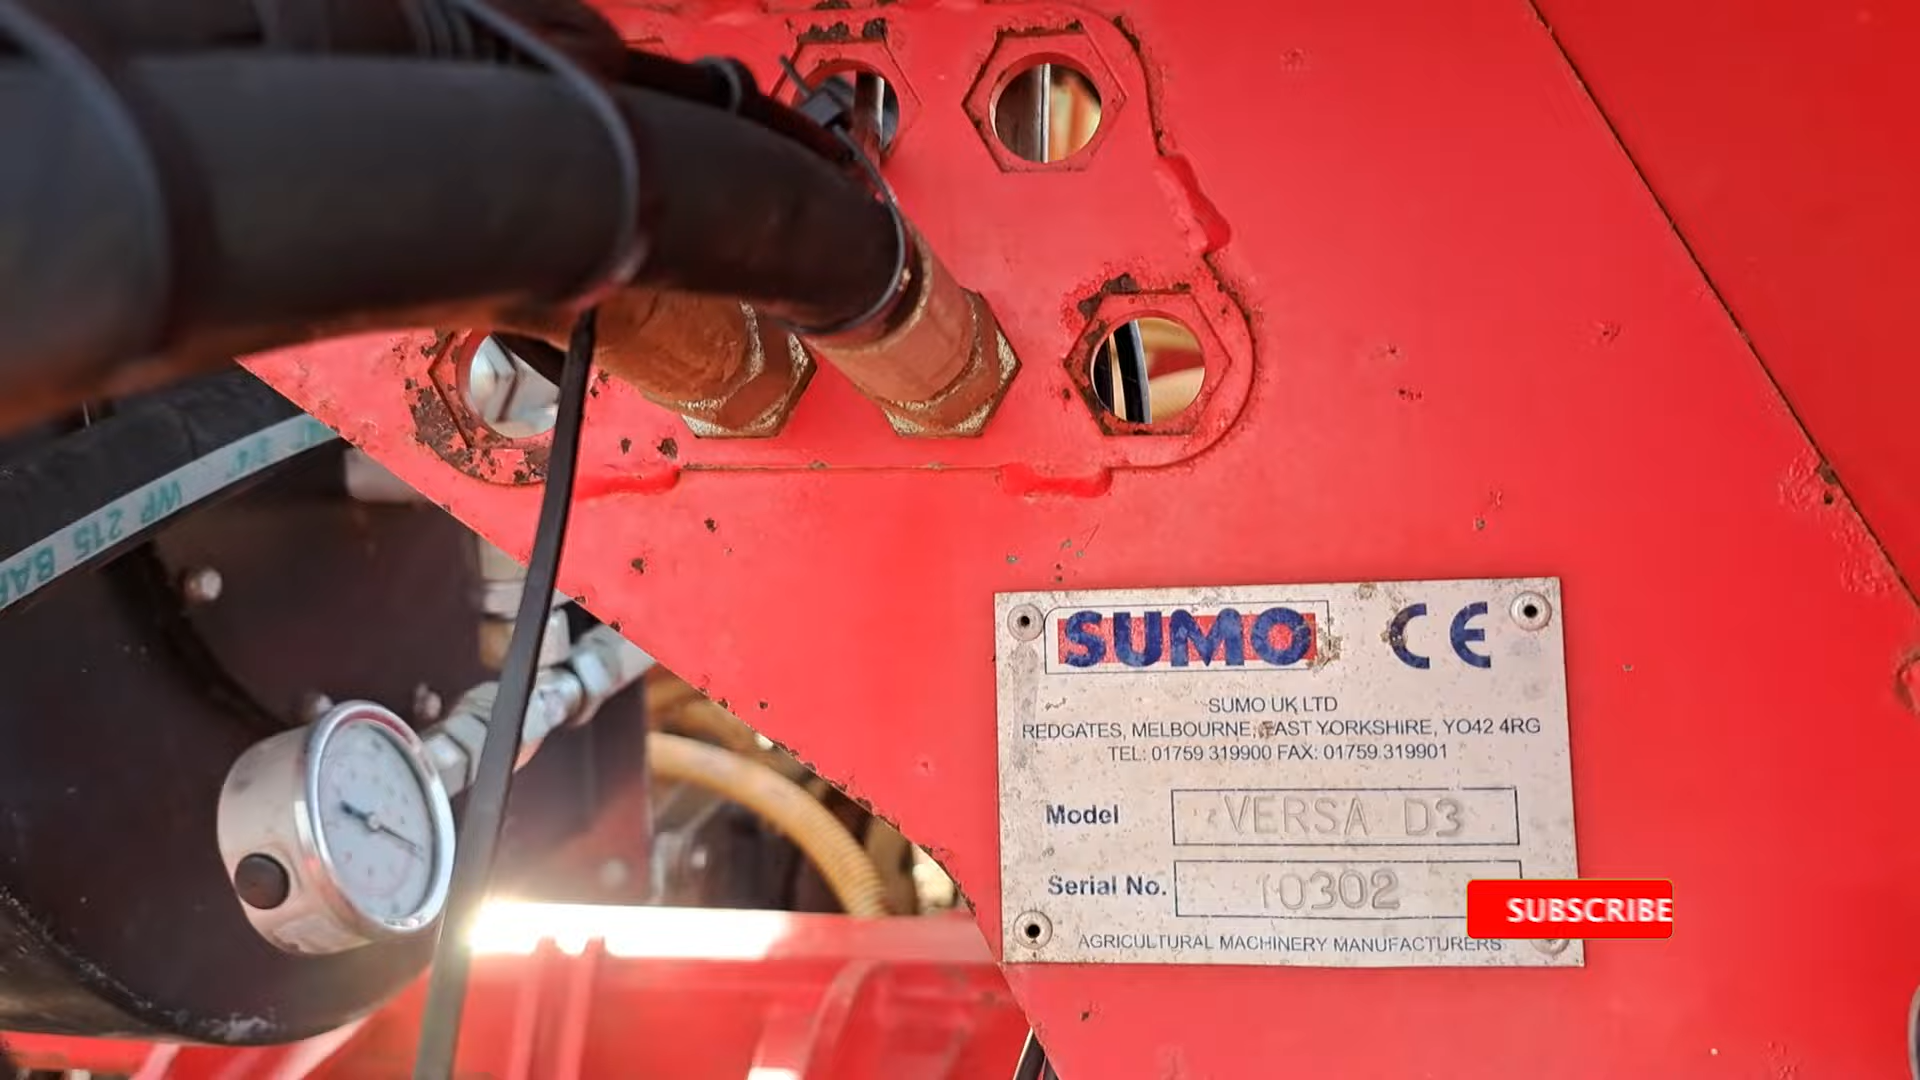 SUMO CE
SUMO UK LTD
REDGATES, MELBOURNE, EAST YORKSHIRE, YO42 4RG
TEL: 01759 319900 FAX: 01759 319901
Model VERSA D3
Serial No. 10302
AGRICULTURAL MACHINERY MANUFACTURERS
SUBSCRIBE
WP 215 BAR